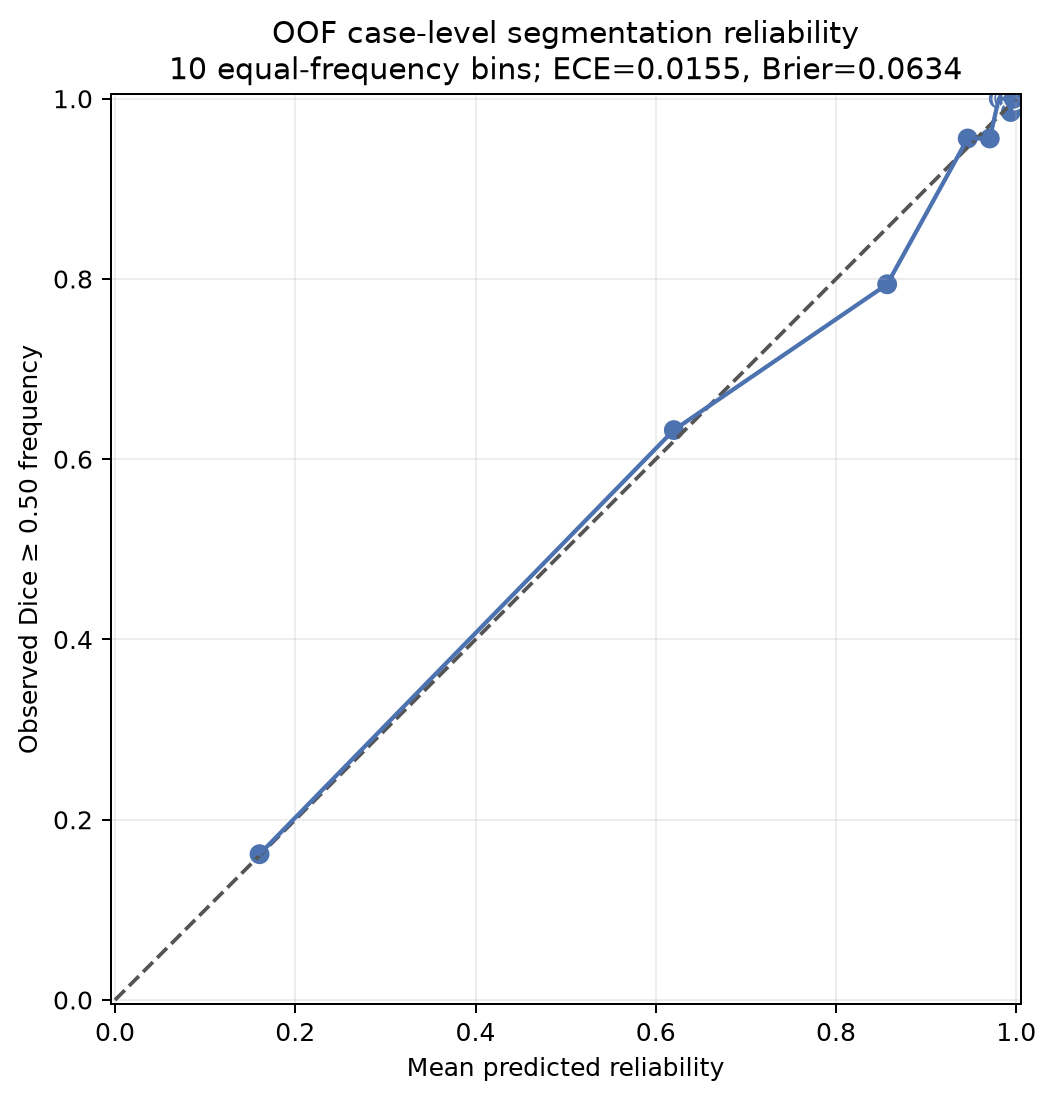 OOF case-level segmentation reliability
10 equal-frequency bins; ECE=0.0155, Brier=0.0634
1.0
0.8
0.6
0.4
0.2
0.0
Observed Dice ≥ 0.50 frequency
0.0 0.2 0.4 0.6 0.8 1.0
Mean predicted reliability